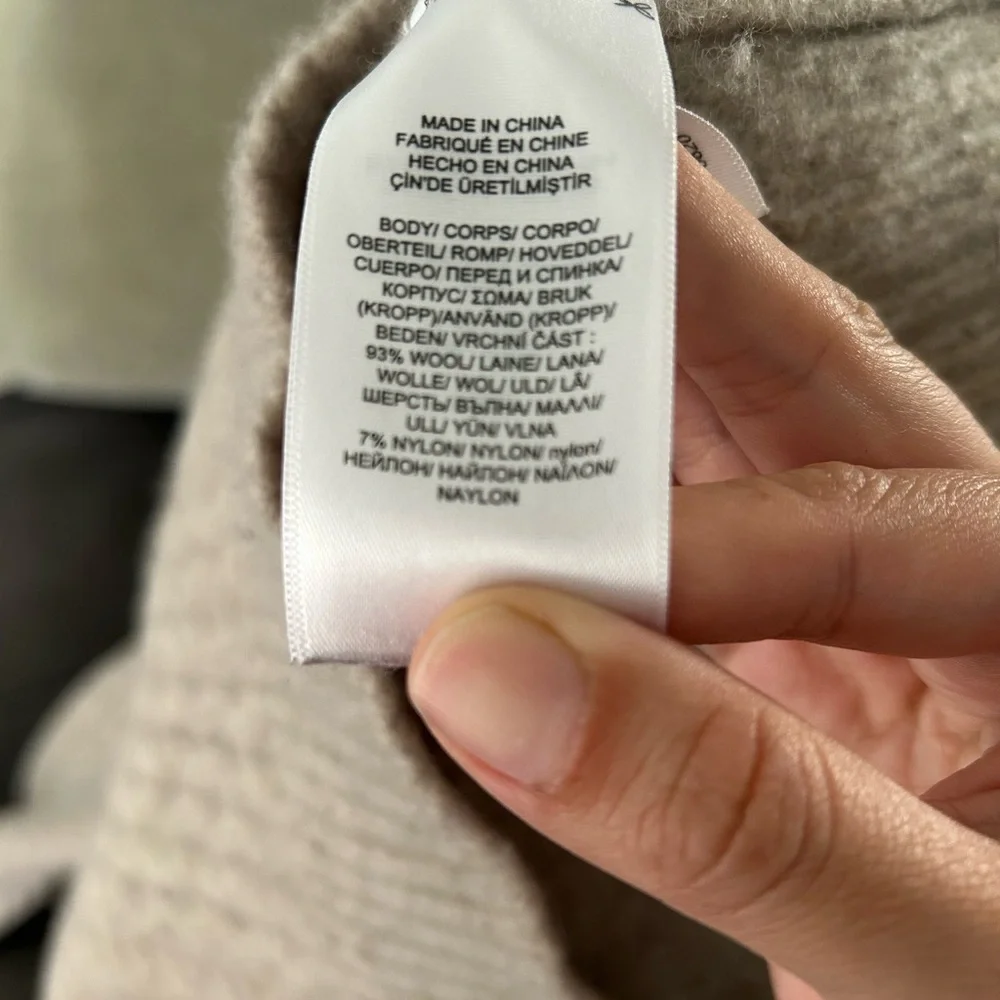 MADE IN CHINA
FABRIQUÉ EN CHINE
HECHO EN CHINA
ÇİN'DE ÜRETİLMİŞTİR
BODY/ CORPS/ CORPO/
OBERTEIL/ ROMP/ HOVEDDEL/
CUERPO/ ПЕРЕД И СПИНКА/
КОРПУС/ ΣΩΜΑ/ BRUK
(KROPP)/ANVÄND (KROPP)/
BEDEN/ VRCHNÍ ČÁST :
93% WOOL/ LAINE/ LANA/
WOLLE/ WOL/ ULD/ LÃ/
ШЕРСТЬ/ ВЪЛНА/ ΜΑΛΛΙ/
ULL/ YÜN/ VLNA
7% NYLON/ NYLON/ nylon/
НЕЙЛОН/ НАЙЛОН/ ΝΑΪΛΟΝ/
NAYLON